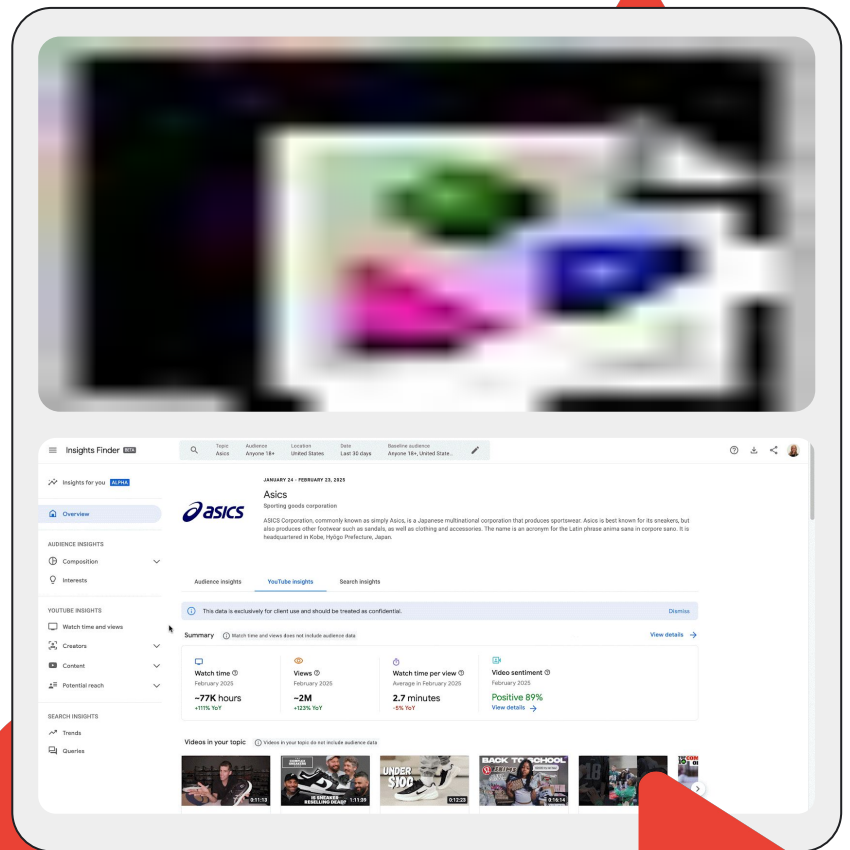 Insights Finder BETA
Topic Audience Location Date Baseline audience
Asics Anyone 18+ United States Last 30 days Anyone 18+, Untied State...
Insights for you ALPHA
Overview
AUDIENCE INSIGHTS
Composition
Interests
YOUTUBE INSIGHTS
Watch time and views
Creators
Content
Potential reach
SEARCH INSIGHTS
Trends
Queries
JANUARY 24 - FEBRUARY 23, 2025
Asics
Sporting goods corporation
asics
ASICS Corporation, commonly known as simply Asics, is a Japanese multinational corporation that produces sportswear. Asics is best known for its sneakers, but
also produces other footwear such as sandals, as well as clothing and accessories. The name is an acronym for the Latin phrase anima sana in corpore sano. It is
headquartered in Kobe, Hyōgo Prefecture, Japan.
Audience insights YouTube insights Search insights
This data is exclusively for client use and should be treated as confidential. Dismiss
Summary Watch time and views does not include audience data View details
Watch time Views Watch time per view Video sentiment
February 2025 February 2025 Average in February 2025 February 2025
~77K hours ~2M 2.7 minutes Positive 89%
+111% YoY +123% YoY -5% YoY View details
Videos in your topic Videos in your topic do not include audience data
UNDER
$100
BACK TO SCHOOL
IS SNEAKER
RESELLING DEAD?
18
0:11:13 1:11:39 0:12:23 0:16:14